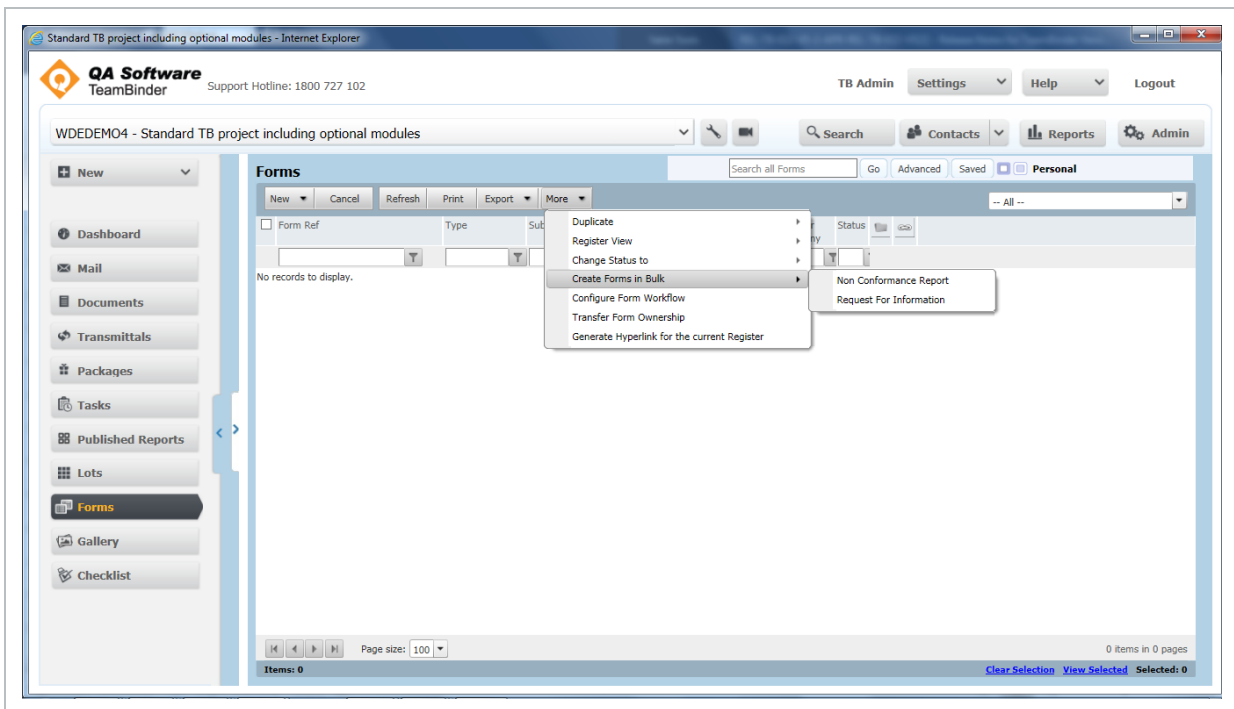 Standard TB project including optional modules - Internet Explorer
QA Software
TeamBinder
Support Hotline: 1800 727 102
TB Admin Settings Help Logout
WDEDEMO4 - Standard TB project including optional modules
Search Contacts Reports Admin
New
Dashboard
Mail
Documents
Transmittals
Packages
Tasks
Published Reports
Lots
Forms
Gallery
Checklist
Forms
Search all Forms Go Advanced Saved Personal
New Cancel Refresh Print Export More
-- All --
Form Ref Type Sub Status
Duplicate
Register View
Change Status to
Create Forms in Bulk
Configure Form Workflow
Transfer Form Ownership
Generate Hyperlink for the current Register
Non Conformance Report
Request For Information
No records to display.
Page size: 100
0 items in 0 pages
Items: 0
Clear Selection View Selected Selected: 0